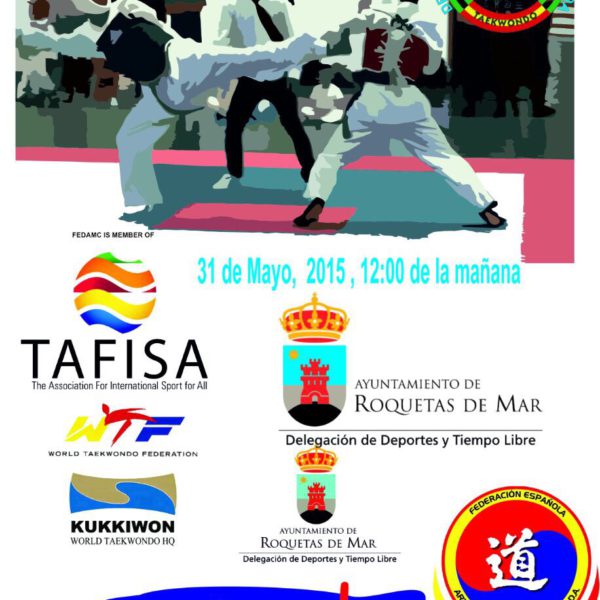 TAEKWONDO
FEDAMC IS MEMBER OF
31 de Mayo, 2015 , 12:00 de la mañana
TAFISA
The Association For International Sport for All
AYUNTAMIENTO DE
ROQUETAS DE MAR
Delegación de Deportes y Tiempo Libre
WTF
WORLD TAEKWONDO FEDERATION
KUKKIWON
WORLD TAEKWONDO HQ
AYUNTAMIENTO DE
ROQUETAS DE MAR
Delegación de Deportes y Tiempo Libre
FEDERACIÓN ESPAÑOLA
道